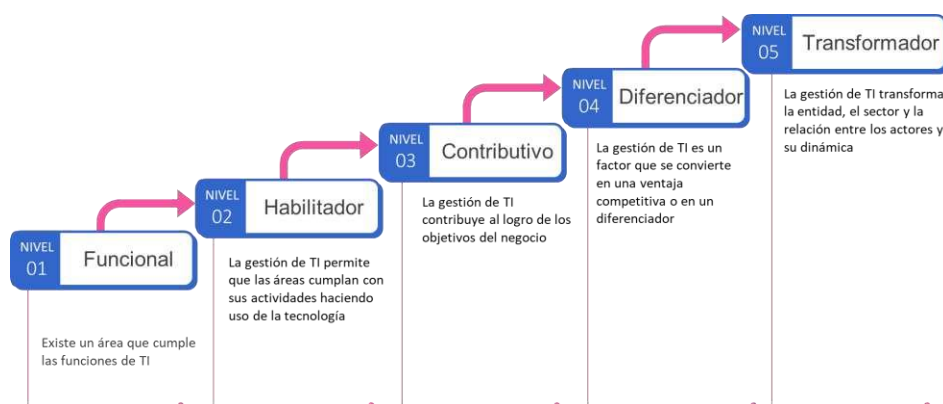 NIVEL
01
Funcional
Existe un área que cumple
las funciones de TI
NIVEL
02
Habilitador
La gestión de TI permite
que las áreas cumplan con
sus actividades haciendo
uso de la tecnología
NIVEL
03
Contributivo
La gestión de TI
contribuye al logro de los
objetivos del negocio
NIVEL
04
Diferenciador
La gestión de TI es un
factor que se convierte
en una ventaja
competitiva o en un
diferenciador
NIVEL
05
Transformador
La gestión de TI transforma
la entidad, el sector y la
relación entre los actores y
su dinámica